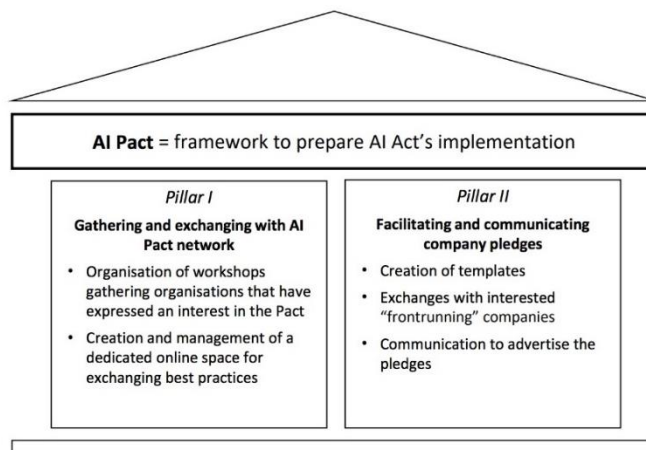 AI Pact = framework to prepare AI Act’s implementation
Pillar I
Gathering and exchanging with AI
Pact network
• Organisation of workshops
gathering organisations that have
expressed an interest in the Pact
• Creation and management of a
dedicated online space for
exchanging best practices
Pillar II
Facilitating and communicating
company pledges
• Creation of templates
• Exchanges with interested
“frontrunning” companies
• Communication to advertise the
pledges